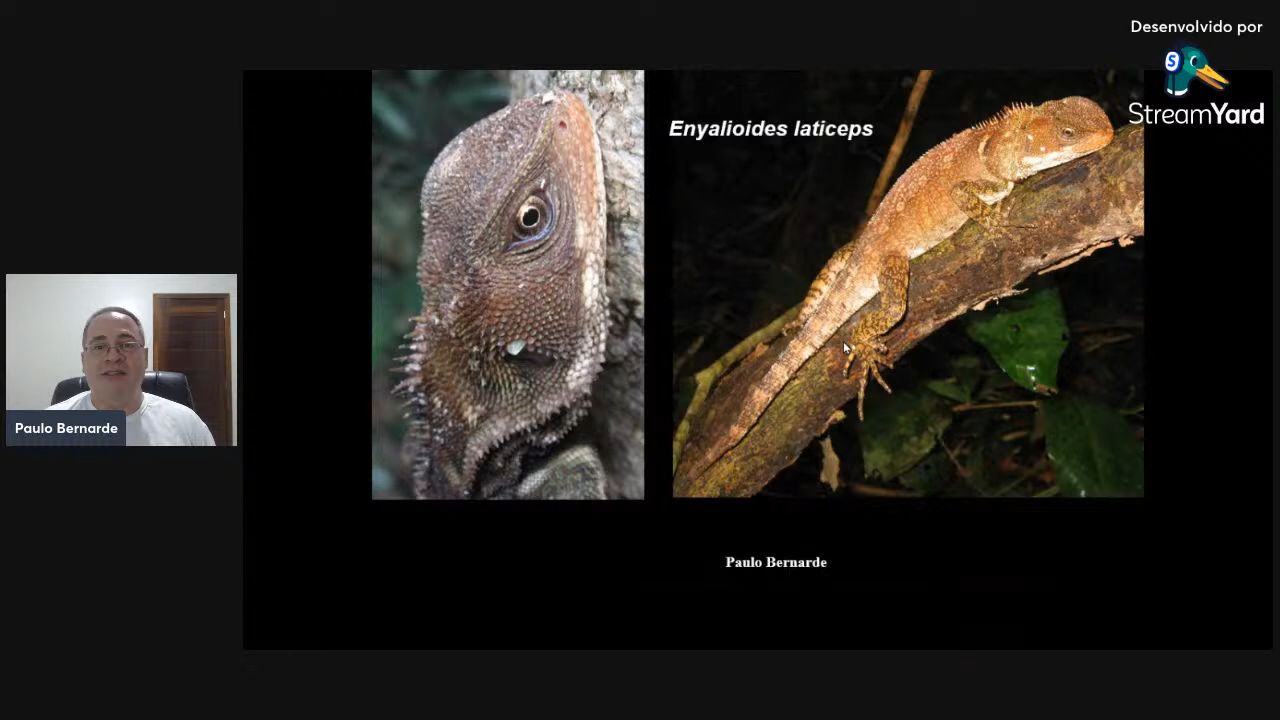 Desenvolvido por
S
StreamYard
Enyalioides laticeps
Paulo Bernarde
Paulo Bernarde